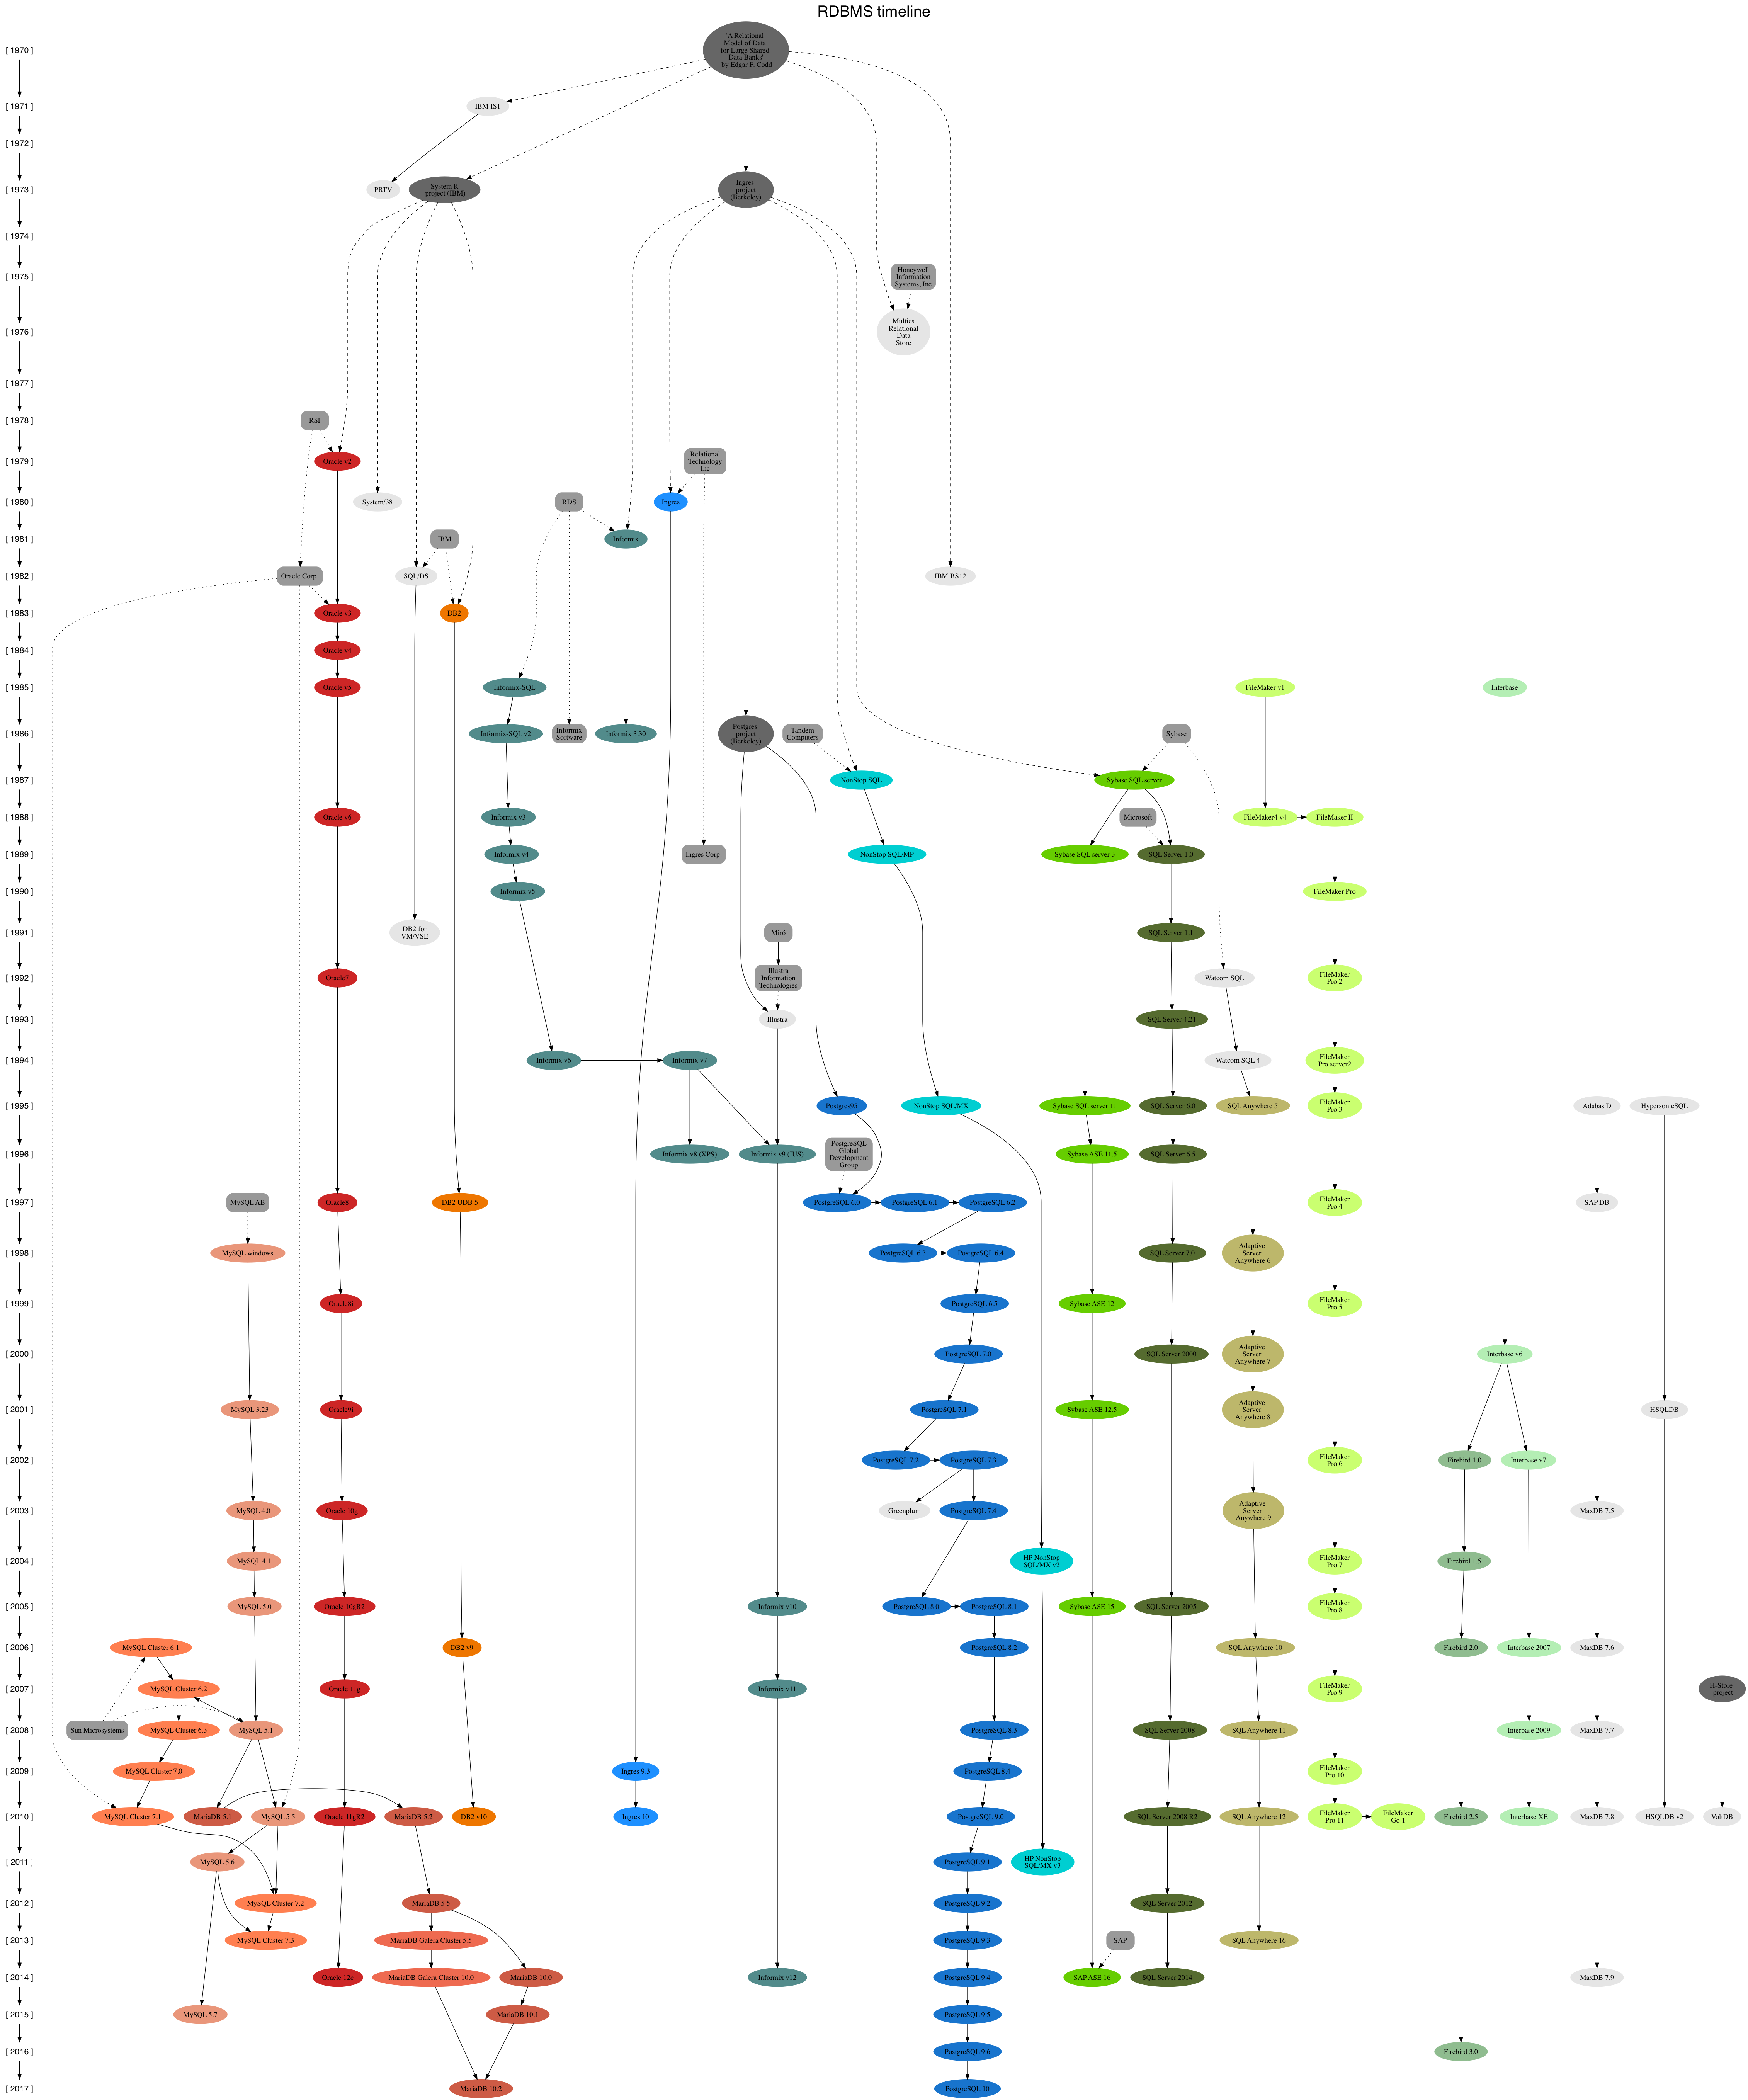 RDBMS timeline
[ 1970 ]
'A Relational
Model of Data
for Large Shared
Data Banks'
by Edgar F. Codd
[ 1971 ]
IBM IS1
[ 1972 ]
[ 1973 ]
PRTV
System R
project (IBM)
Ingres
project
(Berkeley)
[ 1974 ]
[ 1975 ]
Honeywell
Information
Systems, Inc
[ 1976 ]
Multics
Relational
Data
Store
[ 1977 ]
[ 1978 ]
RSI
[ 1979 ]
Oracle v2
Relational
Technology
Inc
[ 1980 ]
System/38
RDS
Ingres
[ 1981 ]
IBM
Informix
[ 1982 ]
Oracle Corp.
SQL/DS
IBM BS12
[ 1983 ]
Oracle v3
DB2
[ 1984 ]
Oracle v4
[ 1985 ]
Oracle v5
Informix-SQL
FileMaker v1
Interbase
[ 1986 ]
Informix-SQL v2
Informix
Software
Informix 3.30
Postgres
project
(Berkeley)
Tandem
Computers
Sybase
[ 1987 ]
NonStop SQL
Sybase SQL server
[ 1988 ]
Oracle v6
Informix v3
Microsoft
FileMaker4 v4
FileMaker II
[ 1989 ]
Informix v4
Ingres Corp.
NonStop SQL/MP
Sybase SQL server 3
SQL Server 1.0
[ 1990 ]
Informix v5
FileMaker Pro
[ 1991 ]
DB2 for
VM/VSE
Miró
SQL Server 1.1
[ 1992 ]
Oracle7
Illustra
Information
Technologies
Watcom SQL
FileMaker
Pro 2
[ 1993 ]
Illustra
SQL Server 4.21
[ 1994 ]
Informix v6
Informix v7
Watcom SQL 4
FileMaker
Pro server2
[ 1995 ]
Postgres95
NonStop SQL/MX
Sybase SQL server 11
SQL Server 6.0
SQL Anywhere 5
FileMaker
Pro 3
Adabas D
HypersonicSQL
[ 1996 ]
Informix v8 (XPS)
Informix v9 (IUS)
PostgreSQL
Global
Development
Group
Sybase ASE 11.5
SQL Server 6.5
[ 1997 ]
MySQL AB
Oracle8
DB2 UDB 5
PostgreSQL 6.0
PostgreSQL 6.1
PostgreSQL 6.2
FileMaker
Pro 4
SAP DB
[ 1998 ]
MySQL windows
PostgreSQL 6.3
PostgreSQL 6.4
SQL Server 7.0
Adaptive
Server
Anywhere 6
[ 1999 ]
Oracle8i
PostgreSQL 6.5
Sybase ASE 12
FileMaker
Pro 5
[ 2000 ]
PostgreSQL 7.0
SQL Server 2000
Adaptive
Server
Anywhere 7
Interbase v6
[ 2001 ]
MySQL 3.23
Oracle9i
PostgreSQL 7.1
Sybase ASE 12.5
Adaptive
Server
Anywhere 8
HSQLDB
[ 2002 ]
PostgreSQL 7.2
PostgreSQL 7.3
FileMaker
Pro 6
Firebird 1.0
Interbase v7
[ 2003 ]
MySQL 4.0
Oracle 10g
Greenplum
PostgreSQL 7.4
Adaptive
Server
Anywhere 9
MaxDB 7.5
[ 2004 ]
MySQL 4.1
HP NonStop
SQL/MX v2
FileMaker
Pro 7
Firebird 1.5
[ 2005 ]
MySQL 5.0
Oracle 10gR2
Informix v10
PostgreSQL 8.0
PostgreSQL 8.1
Sybase ASE 15
SQL Server 2005
FileMaker
Pro 8
[ 2006 ]
MySQL Cluster 6.1
DB2 v9
PostgreSQL 8.2
SQL Anywhere 10
Firebird 2.0
Interbase 2007
MaxDB 7.6
[ 2007 ]
MySQL Cluster 6.2
Oracle 11g
Informix v11
FileMaker
Pro 9
H-Store
project
[ 2008 ]
Sun Microsystems
MySQL Cluster 6.3
MySQL 5.1
PostgreSQL 8.3
SQL Server 2008
SQL Anywhere 11
Interbase 2009
MaxDB 7.7
[ 2009 ]
MySQL Cluster 7.0
Ingres 9.3
PostgreSQL 8.4
FileMaker
Pro 10
[ 2010 ]
MySQL Cluster 7.1
MariaDB 5.1
MySQL 5.5
Oracle 11gR2
MariaDB 5.2
DB2 v10
Ingres 10
PostgreSQL 9.0
SQL Server 2008 R2
SQL Anywhere 12
FileMaker
Pro 11
FileMaker
Go 1
Firebird 2.5
Interbase XE
MaxDB 7.8
HSQLDB v2
VoltDB
[ 2011 ]
MySQL 5.6
PostgreSQL 9.1
HP NonStop
SQL/MX v3
[ 2012 ]
MySQL Cluster 7.2
MariaDB 5.5
PostgreSQL 9.2
SQL Server 2012
[ 2013 ]
MySQL Cluster 7.3
MariaDB Galera Cluster 5.5
PostgreSQL 9.3
SAP
SQL Anywhere 16
[ 2014 ]
Oracle 12c
MariaDB Galera Cluster 10.0
MariaDB 10.0
Informix v12
PostgreSQL 9.4
SAP ASE 16
SQL Server 2014
MaxDB 7.9
[ 2015 ]
MySQL 5.7
MariaDB 10.1
PostgreSQL 9.5
[ 2016 ]
PostgreSQL 9.6
Firebird 3.0
[ 2017 ]
MariaDB 10.2
PostgreSQL 10